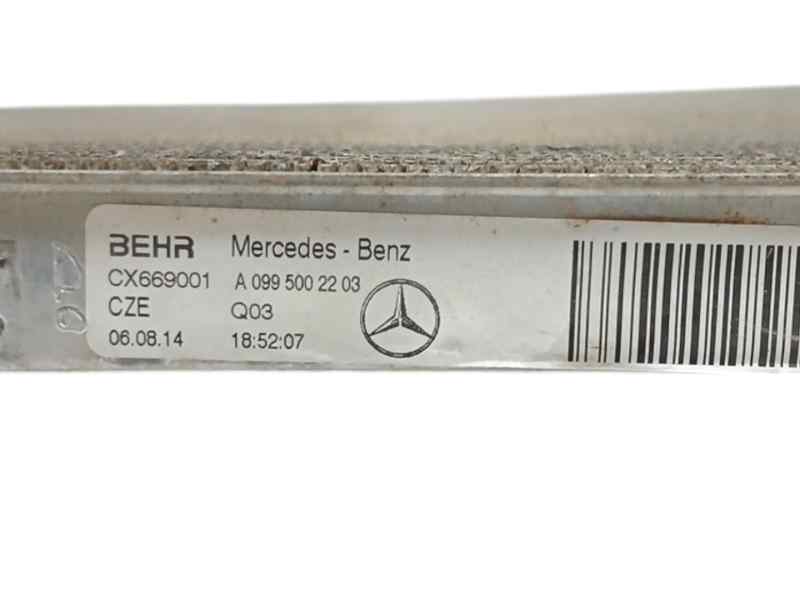 BEHR Mercedes - Benz
CX669001 A 099 500 22 03
CZE Q03
06.08.14 18:52:07